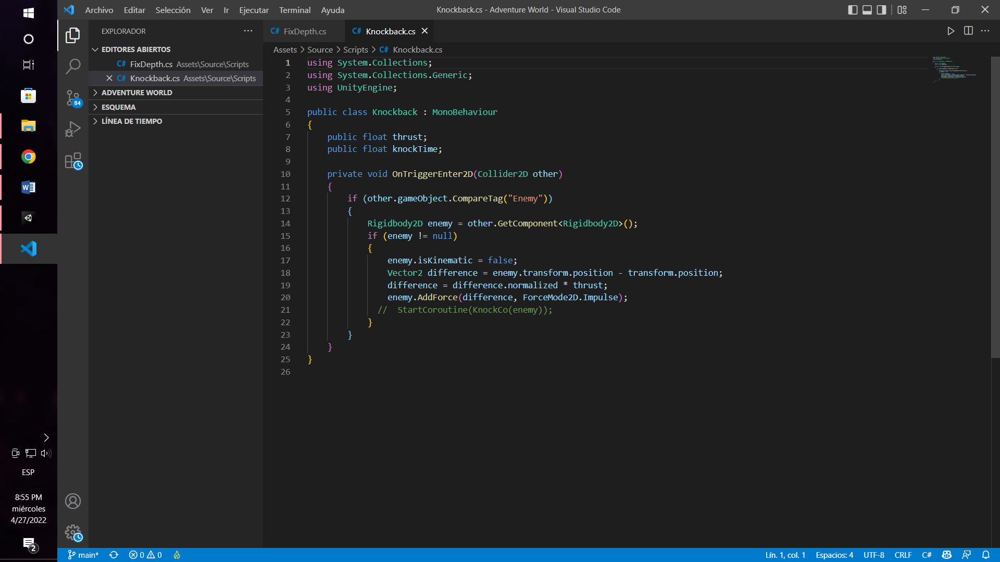 Archivo Editar Selección Ver Ir Ejecutar Terminal Ayuda
Knockback.cs - Adventure World - Visual Studio Code
EXPLORADOR
EDITORES ABIERTOS
C# FixDepth.cs Assets\Source\Scripts
C# Knockback.cs Assets\Source\Scripts
ADVENTURE WORLD
ESQUEMA
LÍNEA DE TIEMPO
84
C# FixDepth.cs
C# Knockback.cs
Assets > Source > Scripts > C# Knockback.cs
1 using System.Collections;
2 using System.Collections.Generic;
3 using UnityEngine;
4
5 public class Knockback : MonoBehaviour
6 {
7 public float thrust;
8 public float knockTime;
9
10 private void OnTriggerEnter2D(Collider2D other)
11 {
12 if (other.gameObject.CompareTag("Enemy"))
13 {
14 Rigidbody2D enemy = other.GetComponent<Rigidbody2D>();
15 if (enemy != null)
16 {
17 enemy.isKinematic = false;
18 Vector2 difference = enemy.transform.position - transform.position;
19 difference = difference.normalized * thrust;
20 enemy.AddForce(difference, ForceMode2D.Impulse);
21 // StartCoroutine(KnockCo(enemy));
22 }
23 }
24 }
25 }
26
ESP
8:55 PM
miércoles
4/27/2022
2
main* 0 0
Lín. 1, col. 1 Espacios: 4 UTF-8 CRLF C#